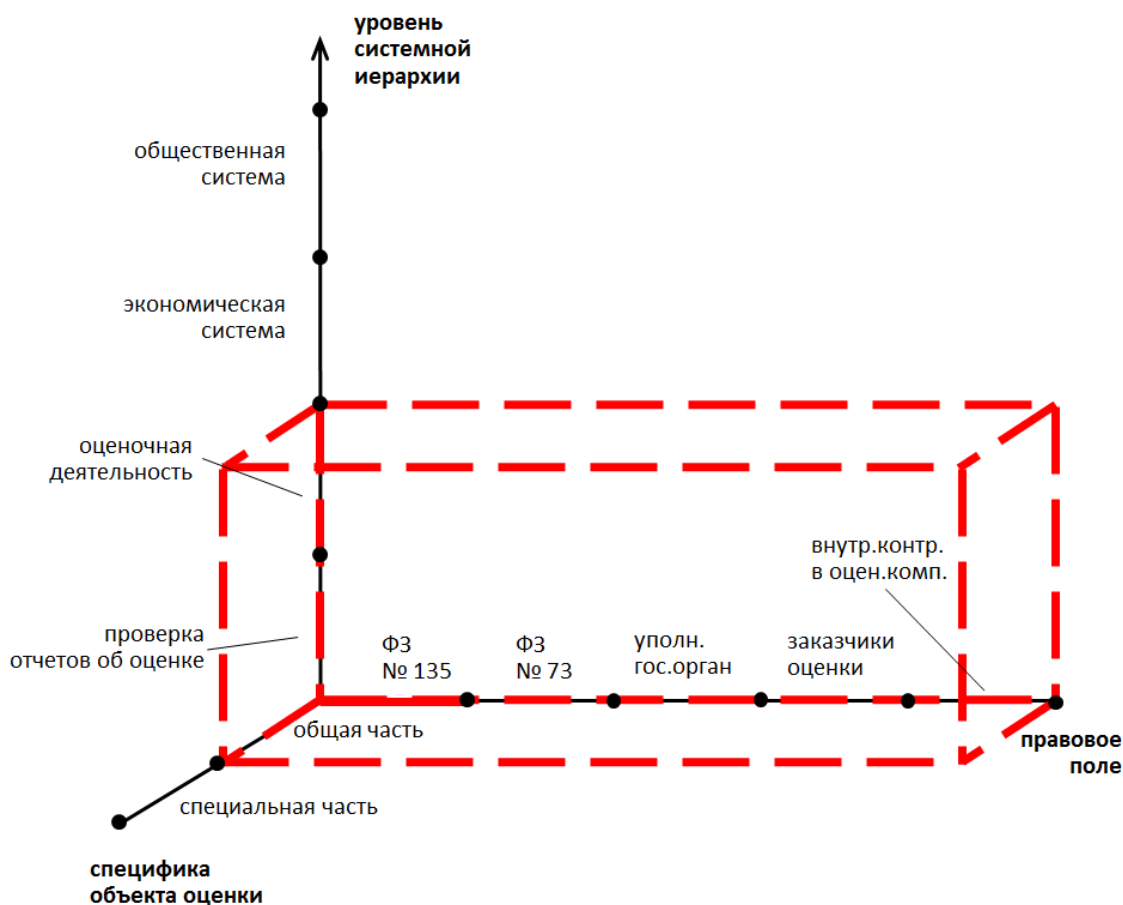 уровень
системной
иерархии
общественная
система
экономическая
система
оценочная
деятельность
внутр.контр.
в оцен.комп.
проверка
отчетов об оценке
ФЗ
№ 135
ФЗ
№ 73
уполн.
гос.орган
заказчики
оценки
общая часть
правовое
поле
специальная часть
специфика
объекта оценки